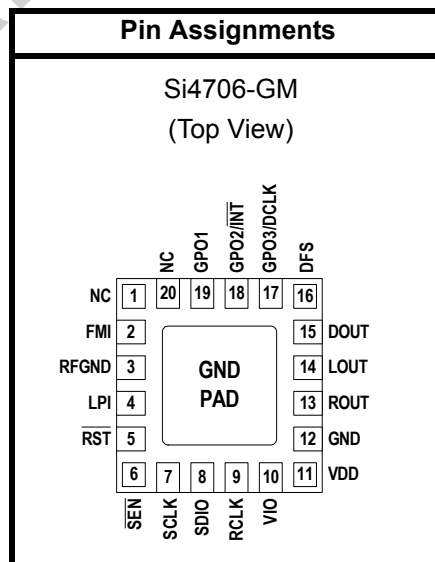 Pin Assignments
Si4706-GM
(Top View)
NC
GPO1
GPO2/INT
GPO3/DCLK
DFS
NC 1 20 19 18 17 16
FMI 2 15 DOUT
RFGND 3 14 LOUT
LPI 4 13 ROUT
RST 5 12 GND
6 7 8 9 10 11 VDD
GND
PAD
SEN
SCLK
SDIO
RCLK
VIO